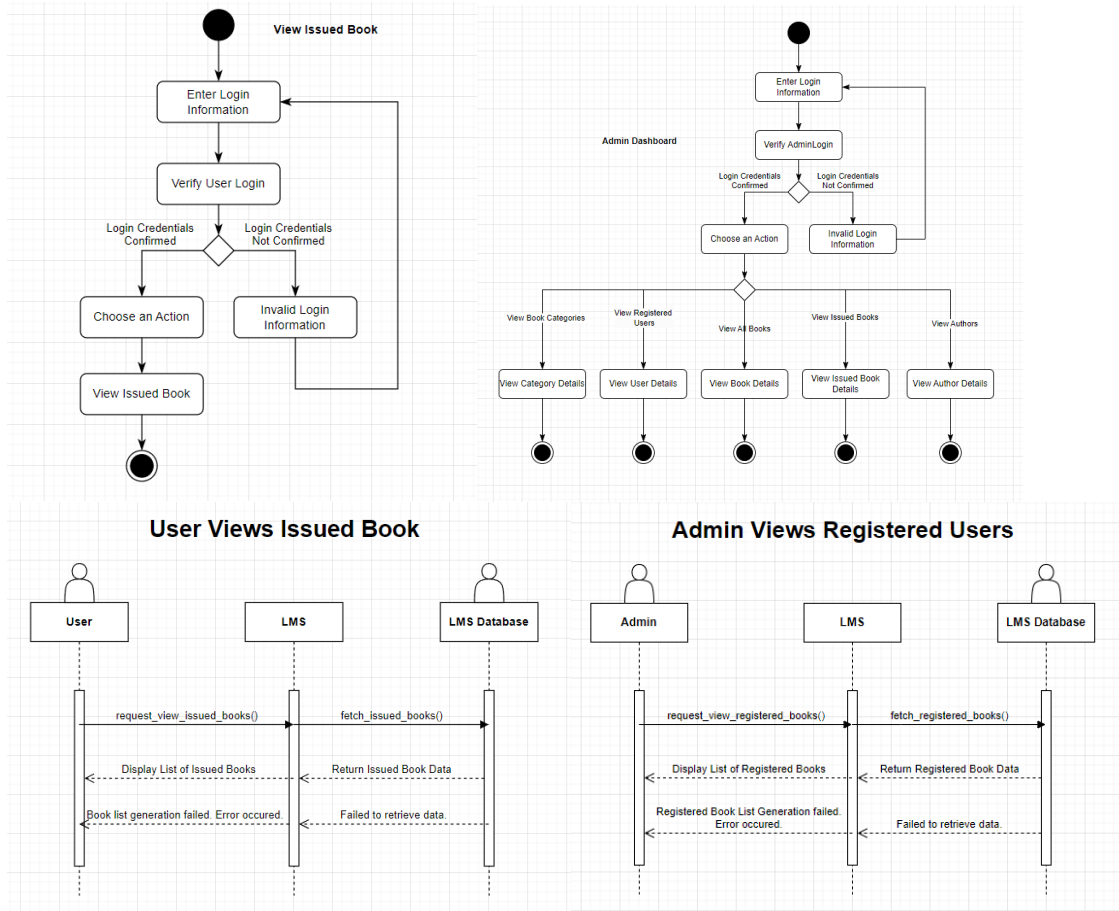 View Issued Book
Enter Login
Information
Verify User Login
Login Credentials
Confirmed
Login Credentials
Not Confirmed
Choose an Action
Invalid Login
Information
View Issued Book
Enter Login
Information
Admin Dashboard
Verify AdminLogin
Login Credentials
Confirmed
Login Credentials
Not Confirmed
Choose an Action
Invalid Login
Information
View Book Categories
View Registered
Users
View All Books
View Issued Books
View Authors
View Category Details
View User Details
View Book Details
View Issued Book
Details
View Author Details
User Views Issued Book
User
LMS
LMS Database
request_view_issued_books()
fetch_issued_books()
Display List of Issued Books
Return Issued Book Data
Book list generation failed. Error occured.
Failed to retrieve data.
Admin Views Registered Users
Admin
LMS
LMS Database
request_view_registered_books()
fetch_registered_books()
Display List of Registered Books
Return Registered Book Data
Registered Book List Generation failed.
Error occured.
Failed to retrieve data.